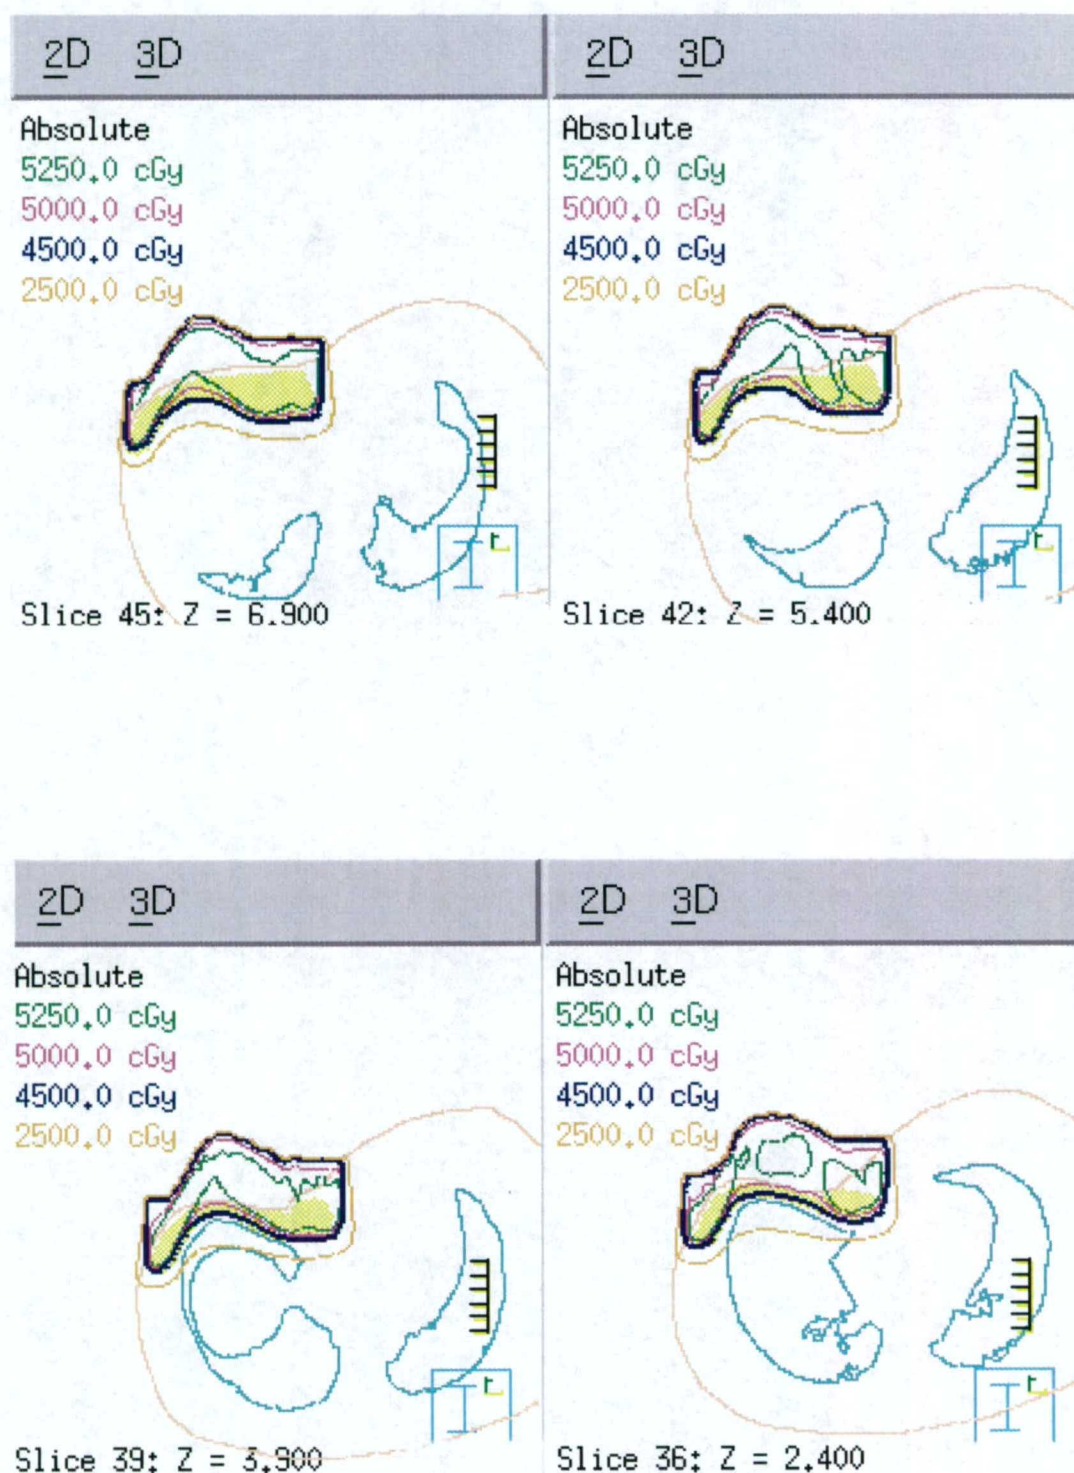 2D 3D
Absolute
5250.0 cGy
5000.0 cGy
4500.0 cGy
2500.0 cGy
Slice 45: Z = 6.900
2D 3D
Absolute
5250.0 cGy
5000.0 cGy
4500.0 cGy
2500.0 cGy
Slice 42: Z = 5.400
2D 3D
Absolute
5250.0 cGy
5000.0 cGy
4500.0 cGy
2500.0 cGy
Slice 39: Z = 3.900
2D 3D
Absolute
5250.0 cGy
5000.0 cGy
4500.0 cGy
2500.0 cGy
Slice 36: Z = 2.400